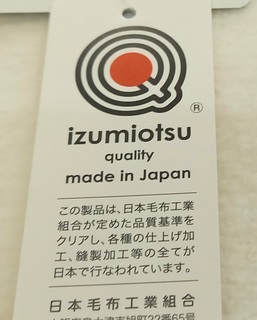 ®
izumiotsu
quality
made in Japan
この製品は、日本毛布工業
組合が定めた品質基準を
クリアし、各種の仕上げ加
工、縫製加工等の全てが
日本で行なわれています。
日本毛布工業組合